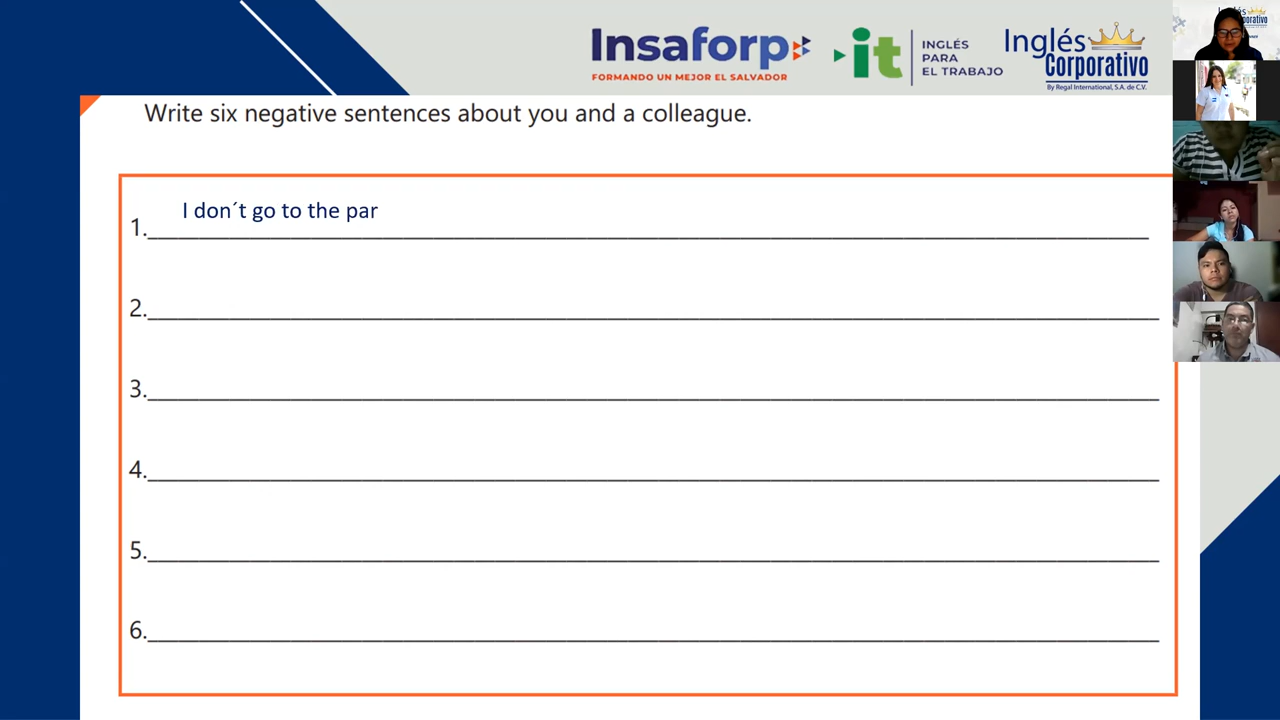 Insaforp
FORMANDO UN MEJOR EL SALVADOR
it
INGLÉS
PARA
EL TRABAJO
Inglés
Corporativo
By Regal International, S.A. de C.V.
Write six negative sentences about you and a colleague.
I don´t go to the par
1.
2.
3.
4.
5.
6.